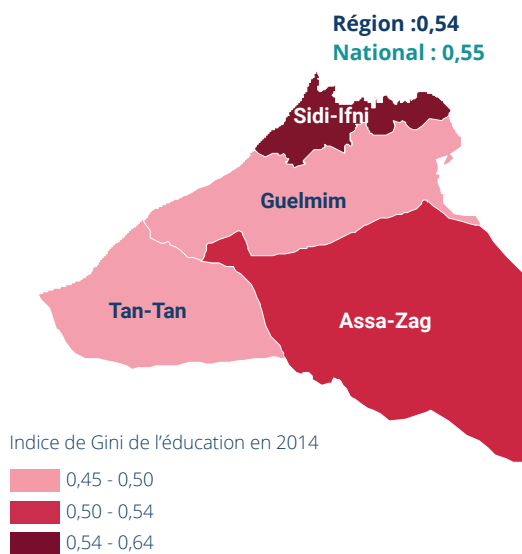 Région :0,54
National : 0,55
Sidi-Ifni
Guelmim
Tan-Tan
Assa-Zag
Indice de Gini de l’éducation en 2014
0,45 - 0,50
0,50 - 0,54
0,54 - 0,64